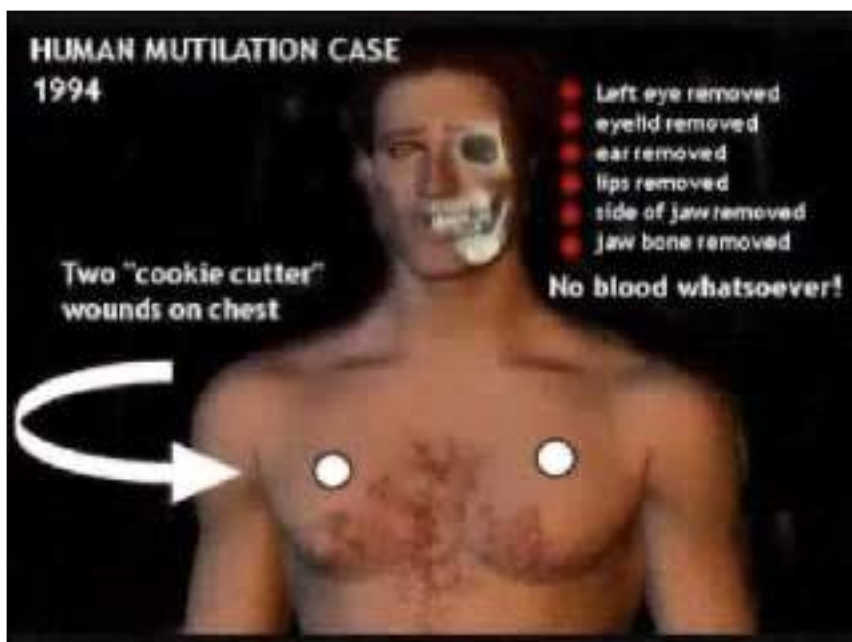 HUMAN MUTILATION CASE
1994
Left eye removed
eyelid removed
ear removed
lips removed
side of jaw removed
jaw bone removed
No blood whatsoever!
Two "cookie cutter"
wounds on chest